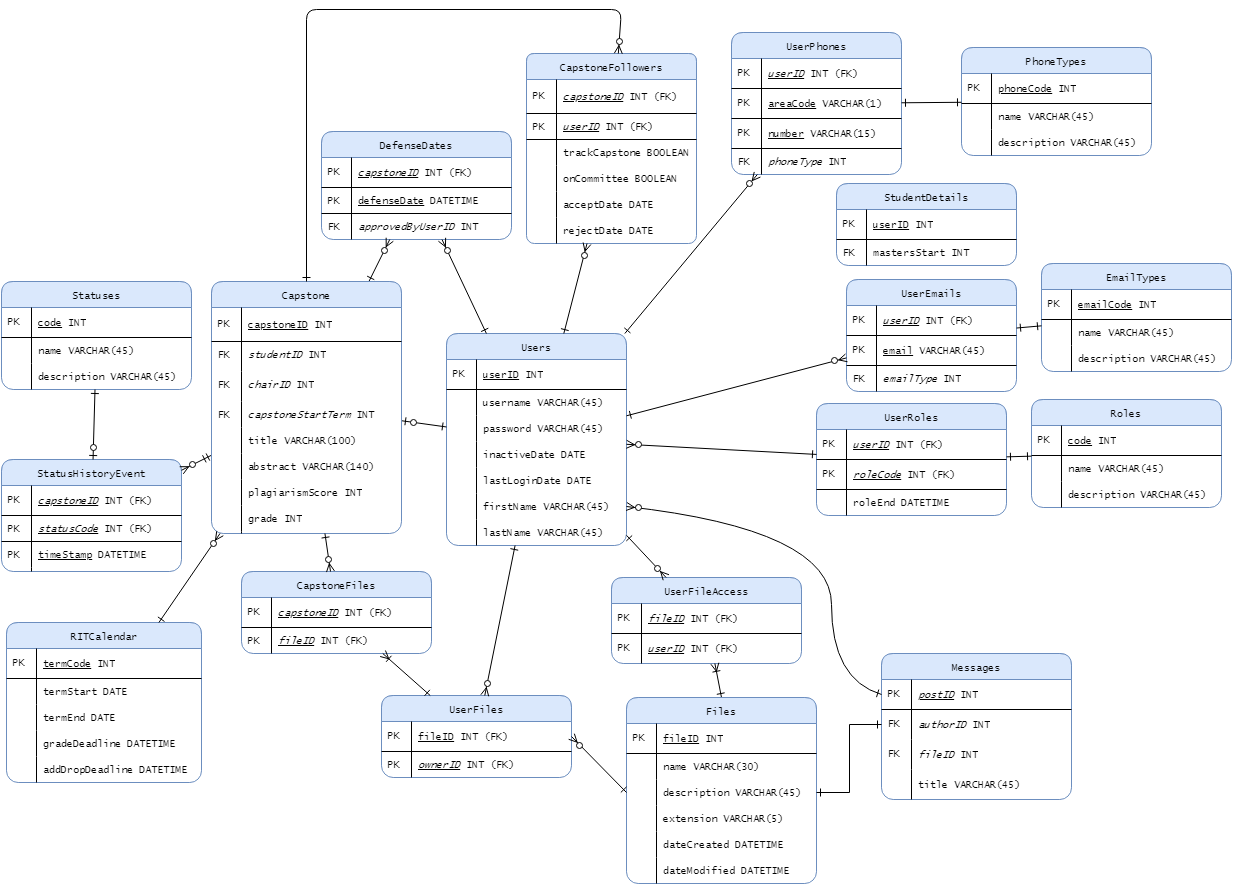 UserPhones
PK userID INT (FK)
PK areaCode VARCHAR(1)
PK number VARCHAR(15)
FK phoneType INT
PhoneTypes
PK phoneCode INT
name VARCHAR(45)
description VARCHAR(45)
CapstoneFollowers
PK capstoneID INT (FK)
PK userID INT (FK)
trackCapstone BOOLEAN
onCommittee BOOLEAN
acceptDate DATE
rejectDate DATE
DefenseDates
PK capstoneID INT (FK)
PK defenseDate DATETIME
FK approvedByUserID INT
StudentDetails
PK userID INT
FK mastersStart INT
Statuses
PK code INT
name VARCHAR(45)
description VARCHAR(45)
Capstone
PK capstoneID INT
FK studentID INT
FK chairID INT
FK capstoneStartTerm INT
title VARCHAR(100)
abstract VARCHAR(140)
plagiarismScore INT
grade INT
Users
PK userID INT
username VARCHAR(45)
password VARCHAR(45)
inactiveDate DATE
lastLoginDate DATE
firstName VARCHAR(45)
lastName VARCHAR(45)
UserEmails
PK userID INT (FK)
PK email VARCHAR(45)
FK emailType INT
EmailTypes
PK emailCode INT
name VARCHAR(45)
description VARCHAR(45)
UserRoles
PK userID INT (FK)
PK roleCode INT (FK)
roleEnd DATETIME
Roles
PK code INT
name VARCHAR(45)
description VARCHAR(45)
StatusHistoryEvent
PK capstoneID INT (FK)
PK statusCode INT (FK)
PK timeStamp DATETIME
CapstoneFiles
PK capstoneID INT (FK)
PK fileID INT (FK)
UserFileAccess
PK fileID INT (FK)
PK userID INT (FK)
RITCalendar
PK termCode INT
termStart DATE
termEnd DATE
gradeDeadline DATETIME
addDropDeadline DATETIME
UserFiles
PK fileID INT (FK)
PK ownerID INT (FK)
Files
PK fileID INT
name VARCHAR(30)
description VARCHAR(45)
extension VARCHAR(5)
dateCreated DATETIME
dateModified DATETIME
Messages
PK postID INT
FK authorID INT
FK fileID INT
title VARCHAR(45)